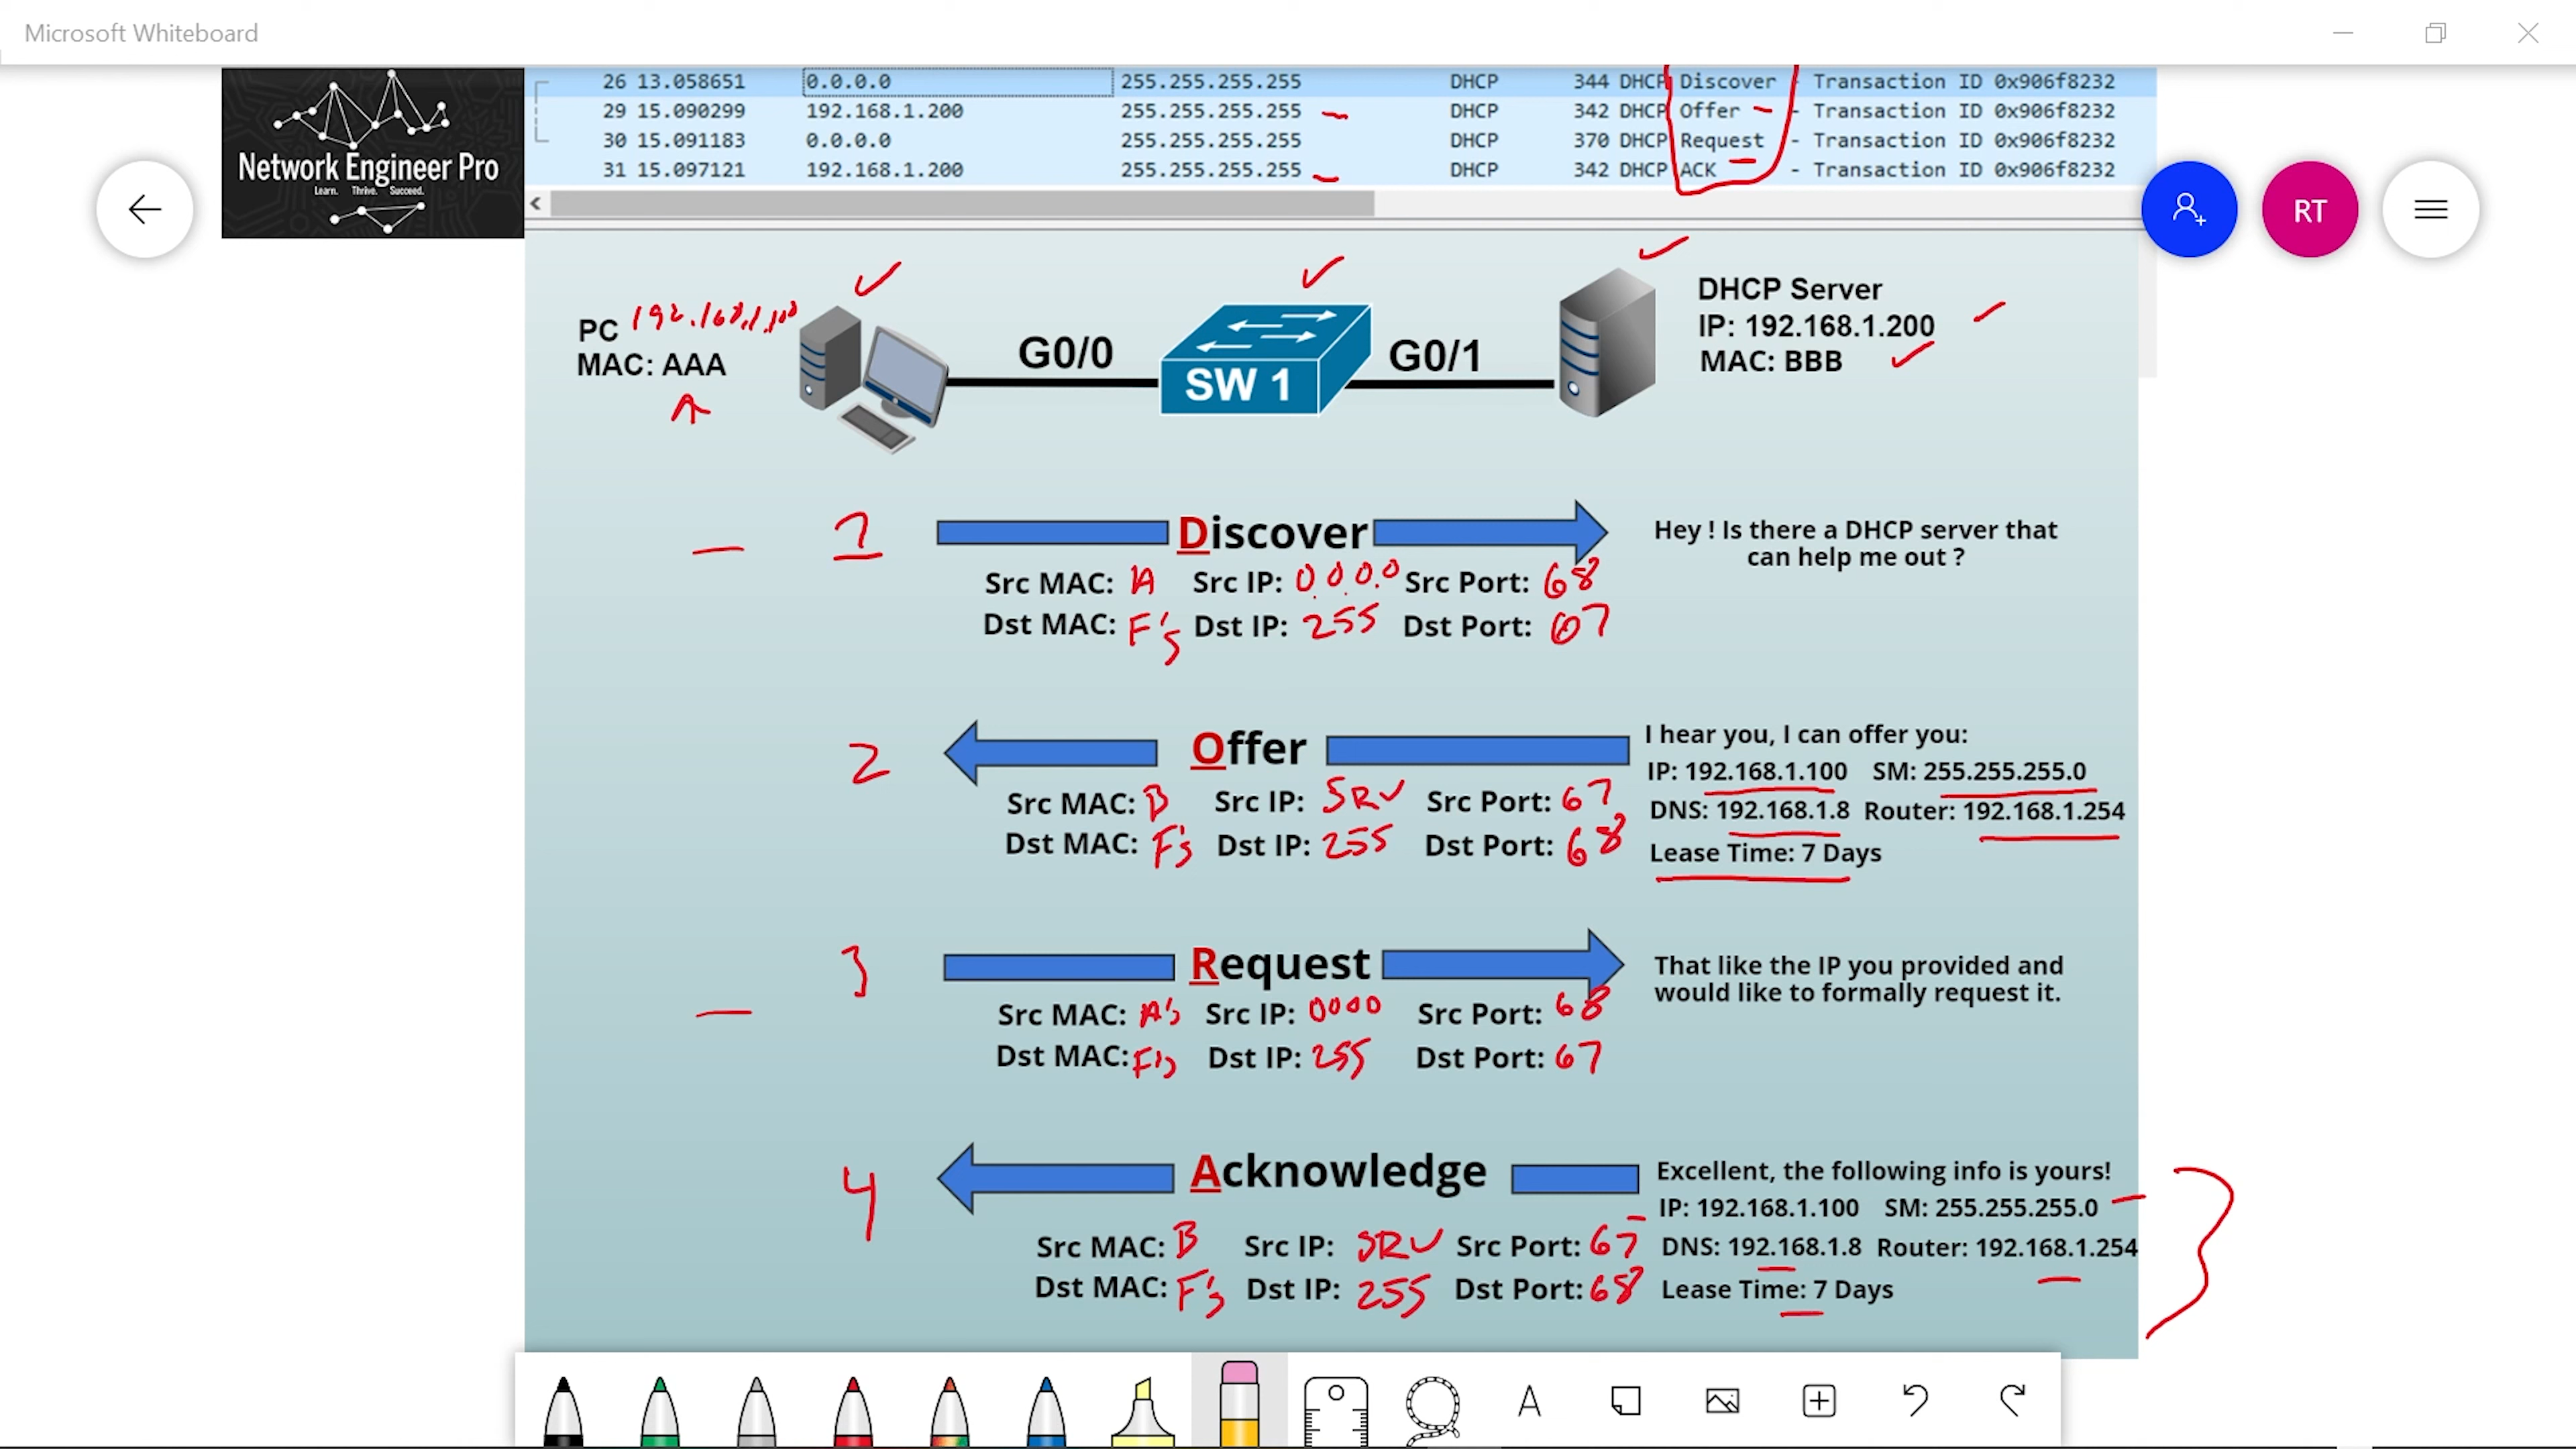 Microsoft Whiteboard
Network Engineer Pro
Learn. Thrive. Succeed.
26 13.058651 0.0.0.0 255.255.255.255 DHCP 344 DHCP Discover - Transaction ID 0x906f8232
29 15.090299 192.168.1.200 255.255.255.255 DHCP 342 DHCP Offer - Transaction ID 0x906f8232
30 15.091183 0.0.0.0 255.255.255.255 DHCP 370 DHCP Request - Transaction ID 0x906f8232
31 15.097121 192.168.1.200 255.255.255.255 DHCP 342 DHCP ACK - Transaction ID 0x906f8232
RT
PC 192.168.1.100
MAC: AAA
A
G0/0
SW 1
G0/1
DHCP Server
IP: 192.168.1.200
MAC: BBB
1
Discover
Hey ! Is there a DHCP server that
can help me out ?
Src MAC: A Src IP: 0.0.0.0 Src Port: 68
Dst MAC: F's Dst IP: 255 Dst Port: 67
2
Offer
I hear you, I can offer you:
IP: 192.168.1.100 SM: 255.255.255.0
DNS: 192.168.1.8 Router: 192.168.1.254
Lease Time: 7 Days
Src MAC: B Src IP: SRV Src Port: 67
Dst MAC: F's Dst IP: 255 Dst Port: 68
3
Request
That like the IP you provided and
would like to formally request it.
Src MAC: A's Src IP: 0000 Src Port: 68
Dst MAC: F's Dst IP: 255 Dst Port: 67
4
Acknowledge
Excellent, the following info is yours!
IP: 192.168.1.100 SM: 255.255.255.0
DNS: 192.168.1.8 Router: 192.168.1.254
Lease Time: 7 Days
Src MAC: B Src IP: SRV Src Port: 67
Dst MAC: F's Dst IP: 255 Dst Port: 68